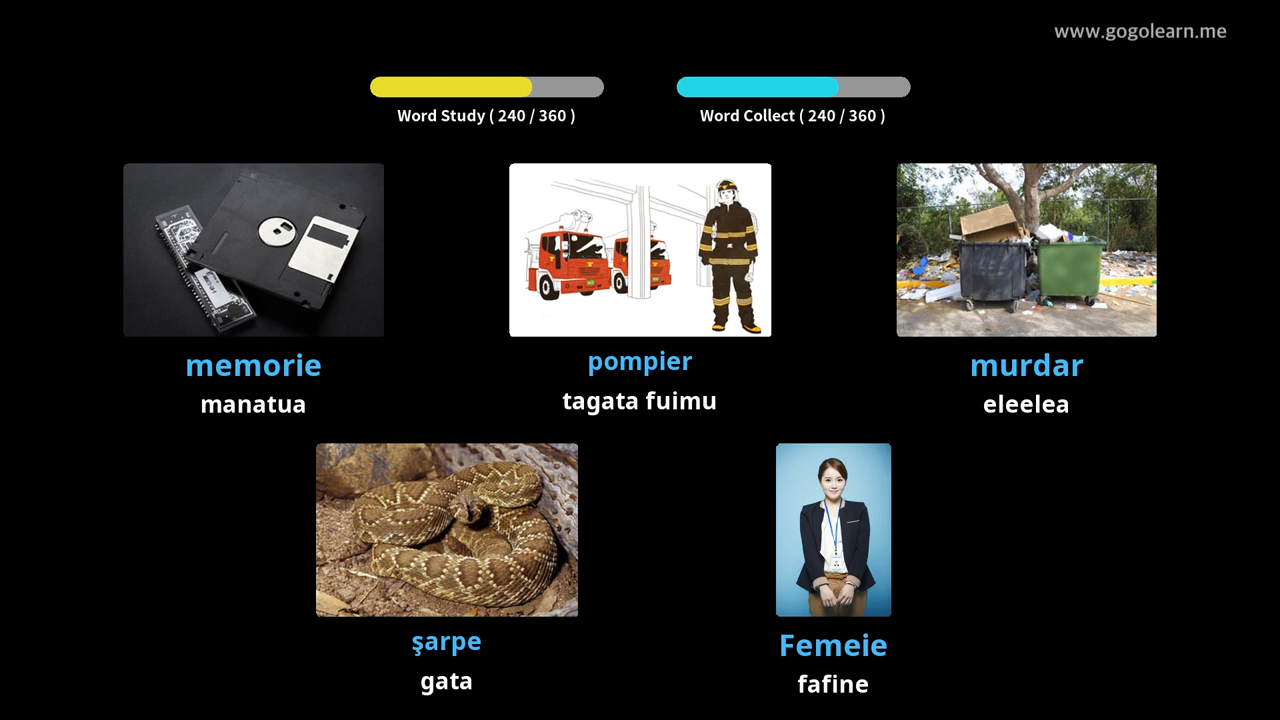 www.gogolearn.me
Word Study ( 240 / 360 )
Word Collect ( 240 / 360 )
memorie
manatua
pompier
tagata fuimu
murdar
eleelea
şarpe
gata
Femeie
fafine